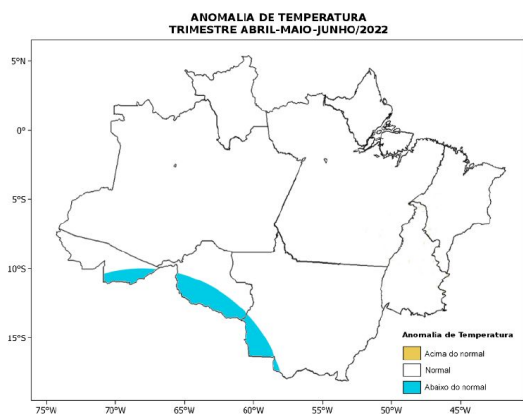 ANOMALIA DE TEMPERATURA
TRIMESTRE ABRIL-MAIO-JUNHO/2022
5°N
0°
5°S
10°S
15°S
Anomalia de Temperatura
Acima do normal
Normal
Abaixo do normal
75°W
70°W
65°W
60°W
55°W
50°W
45°W